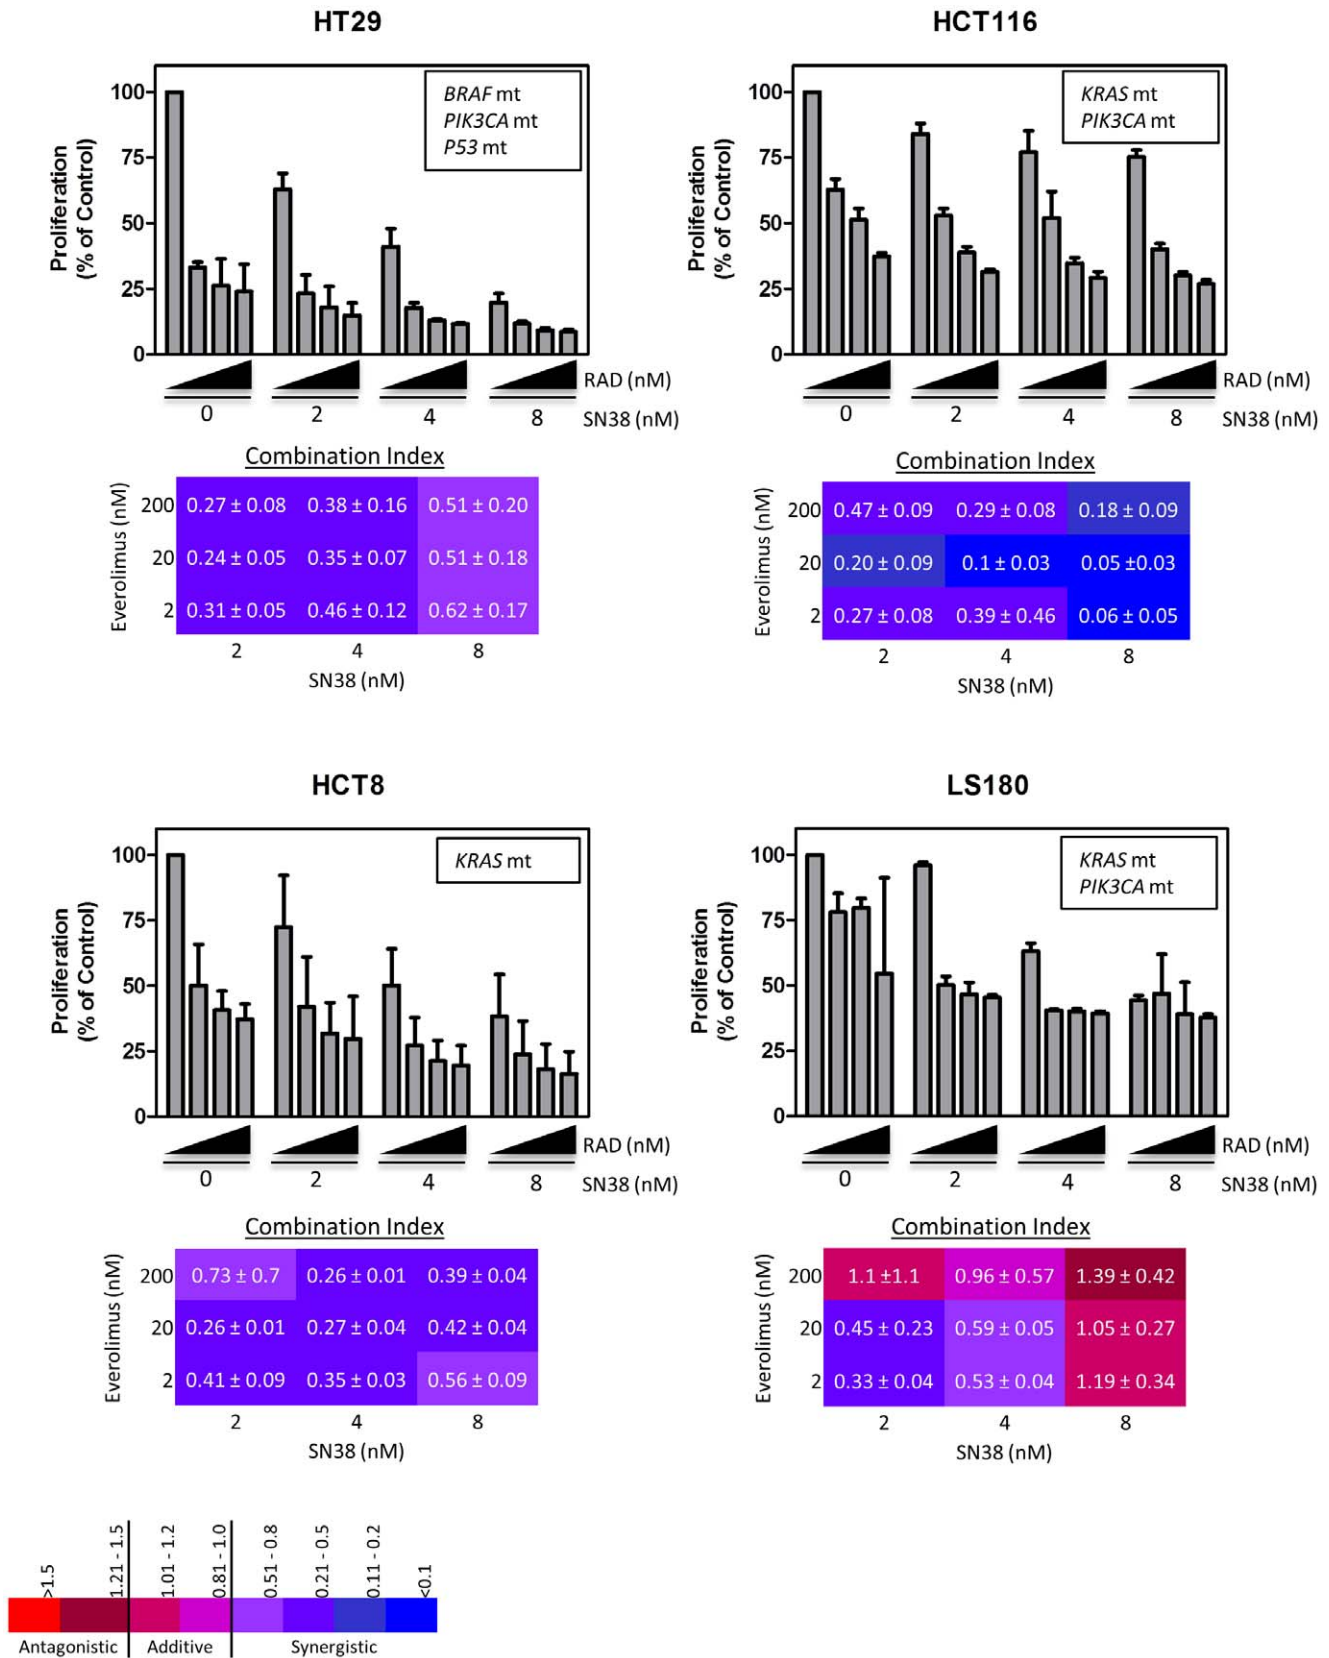 HT29
BRAF mt
PIK3CA mt
P53 mt
Proliferation
(% of Control)
100
75
50
25
0
RAD (nM)
0 2 4 8 SN38 (nM)
Combination Index
Everolimus (nM)
200 0.27 ± 0.08 0.38 ± 0.16 0.51 ± 0.20
20 0.24 ± 0.05 0.35 ± 0.07 0.51 ± 0.18
2 0.31 ± 0.05 0.46 ± 0.12 0.62 ± 0.17
2 4 8
SN38 (nM)
HCT116
KRAS mt
PIK3CA mt
Proliferation
(% of Control)
100
75
50
25
0
RAD (nM)
0 2 4 8 SN38 (nM)
Combination Index
Everolimus (nM)
200 0.47 ± 0.09 0.29 ± 0.08 0.18 ± 0.09
20 0.20 ± 0.09 0.1 ± 0.03 0.05 ±0.03
2 0.27 ± 0.08 0.39 ± 0.46 0.06 ± 0.05
2 4 8
SN38 (nM)
HCT8
KRAS mt
Proliferation
(% of Control)
100
75
50
25
0
RAD (nM)
0 2 4 8 SN38 (nM)
Combination Index
Everolimus (nM)
200 0.73 ± 0.7 0.26 ± 0.01 0.39 ± 0.04
20 0.26 ± 0.01 0.27 ± 0.04 0.42 ± 0.04
2 0.41 ± 0.09 0.35 ± 0.03 0.56 ± 0.09
2 4 8
SN38 (nM)
LS180
KRAS mt
PIK3CA mt
Proliferation
(% of Control)
100
75
50
25
0
RAD (nM)
0 2 4 8 SN38 (nM)
Combination Index
Everolimus (nM)
200 1.1 ±1.1 0.96 ± 0.57 1.39 ± 0.42
20 0.45 ± 0.23 0.59 ± 0.05 1.05 ± 0.27
2 0.33 ± 0.04 0.53 ± 0.04 1.19 ± 0.34
2 4 8
SN38 (nM)
>1.5
1.21 - 1.5
1.01 - 1.2
0.81 - 1.0
0.51 - 0.8
0.21 - 0.5
0.11 - 0.2
<0.1
Antagonistic Additive Synergistic